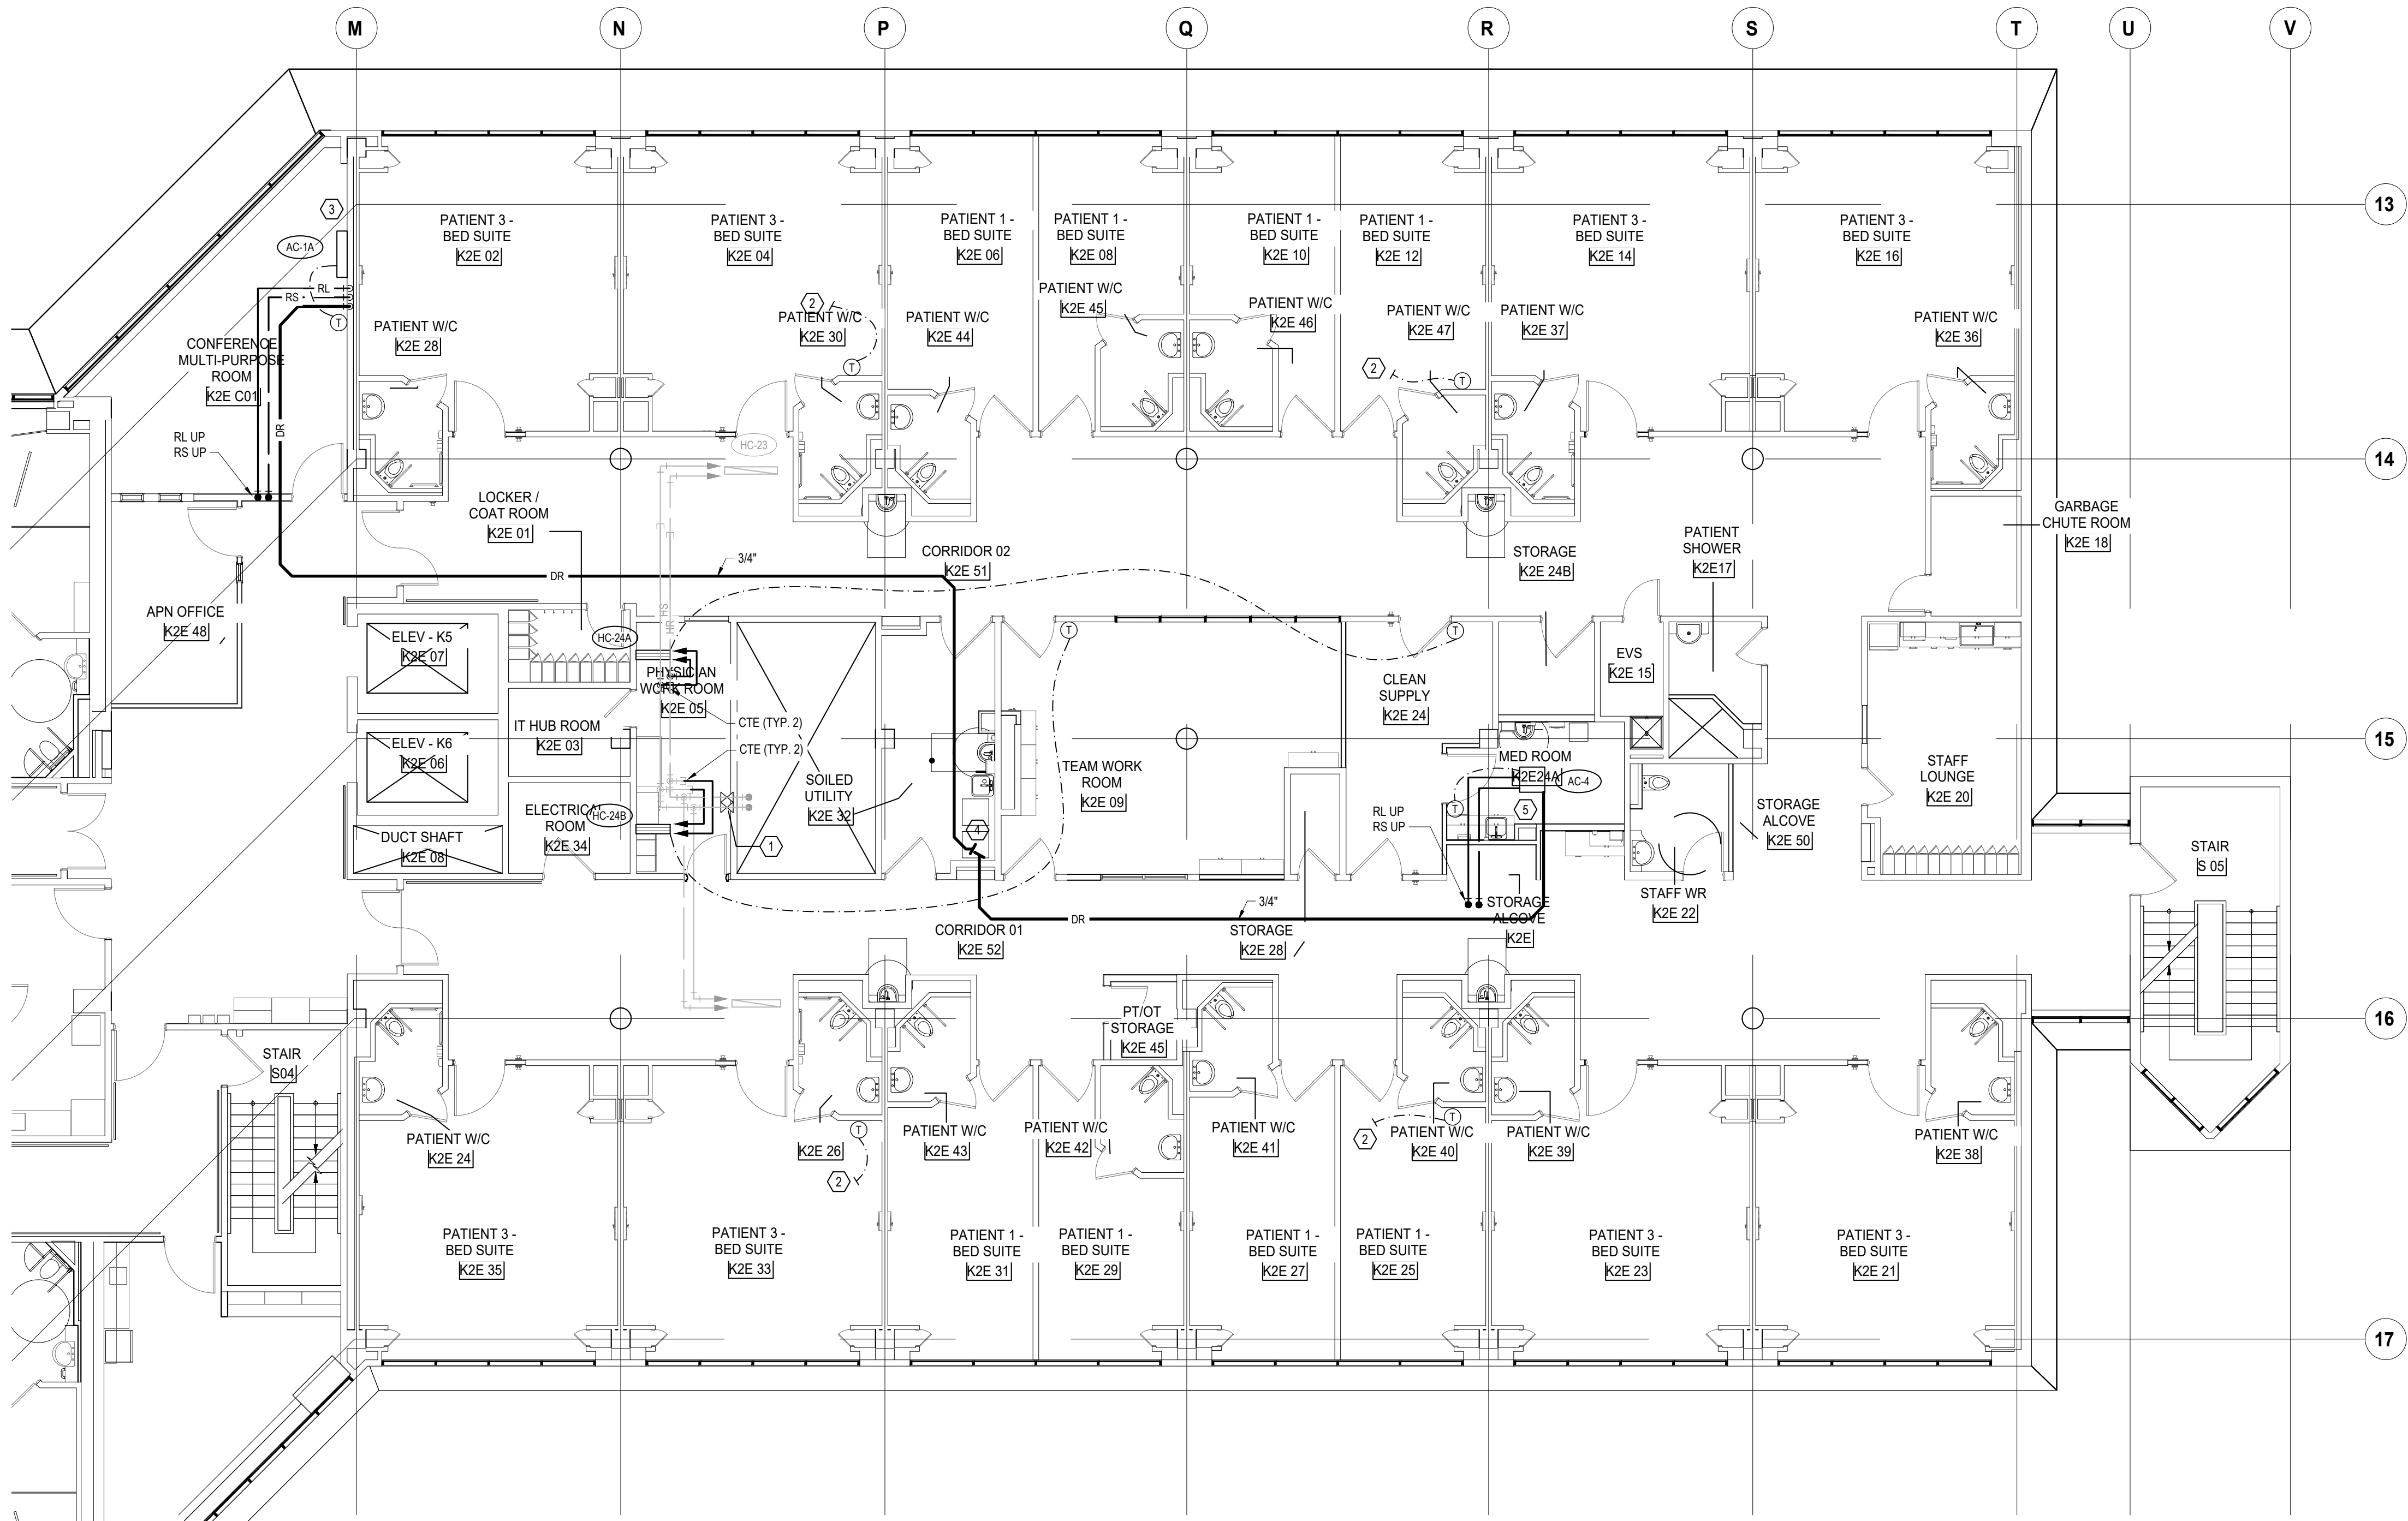 M
N
P
Q
R
S
T
U
V
13
14
15
16
17
3
AC-1A
RL
RS
T
DR
CONFERENCE
MULTI-PURPOSE
ROOM
K2E C01
RL UP
RS UP
PATIENT 3 -
BED SUITE
K2E 02
PATIENT 3 -
BED SUITE
K2E 04
PATIENT 1 -
BED SUITE
K2E 06
PATIENT 1 -
BED SUITE
K2E 08
PATIENT 1 -
BED SUITE
K2E 10
PATIENT 1 -
BED SUITE
K2E 12
PATIENT 3 -
BED SUITE
K2E 14
PATIENT 3 -
BED SUITE
K2E 16
PATIENT W/C
K2E 28
2
PATIENT W/C
K2E 30
T
PATIENT W/C
K2E 44
PATIENT W/C
K2E 45
PATIENT W/C
K2E 46
PATIENT W/C
K2E 47
2
T
PATIENT W/C
K2E 37
PATIENT W/C
K2E 36
HC-23
LOCKER /
COAT ROOM
K2E 01
DR
3/4"
CORRIDOR 02
K2E 51
STORAGE
K2E 24B
PATIENT
SHOWER
K2E17
GARBAGE
CHUTE ROOM
K2E 18
APN OFFICE
K2E 48
ELEV - K5
K2E 07
HC-24A
HR
HS
PHYSICIAN
WORK ROOM
K2E 05
T
T
CLEAN
SUPPLY
K2E 24
EVS
K2E 15
IT HUB ROOM
K2E 03
CTE (TYP. 2)
CTE (TYP. 2)
ELEV - K6
K2E 06
SOILED
UTILITY
K2E 32
TEAM WORK
ROOM
K2E 09
MED ROOM
K2E24A
AC-4
T
5
RL UP
RS UP
STAFF
LOUNGE
K2E 20
STORAGE
ALCOVE
K2E 50
ELECTRICAL
ROOM
K2E 34
HC-24B
1
4
DUCT SHAFT
K2E 08
STAIR
S 05
STAFF WR
K2E 22
STORAGE
ALCOVE
K2E
3/4"
DR
CORRIDOR 01
K2E 52
STORAGE
K2E 28
PT/OT
STORAGE
K2E 45
STAIR
S04
PATIENT W/C
K2E 24
K2E 26
T
2
PATIENT W/C
K2E 43
PATIENT W/C
K2E 42
PATIENT W/C
K2E 41
2
T
PATIENT W/C
K2E 40
PATIENT W/C
K2E 39
PATIENT W/C
K2E 38
PATIENT 3 -
BED SUITE
K2E 35
PATIENT 3 -
BED SUITE
K2E 33
PATIENT 1 -
BED SUITE
K2E 31
PATIENT 1 -
BED SUITE
K2E 29
PATIENT 1 -
BED SUITE
K2E 27
PATIENT 1 -
BED SUITE
K2E 25
PATIENT 3 -
BED SUITE
K2E 23
PATIENT 3 -
BED SUITE
K2E 21